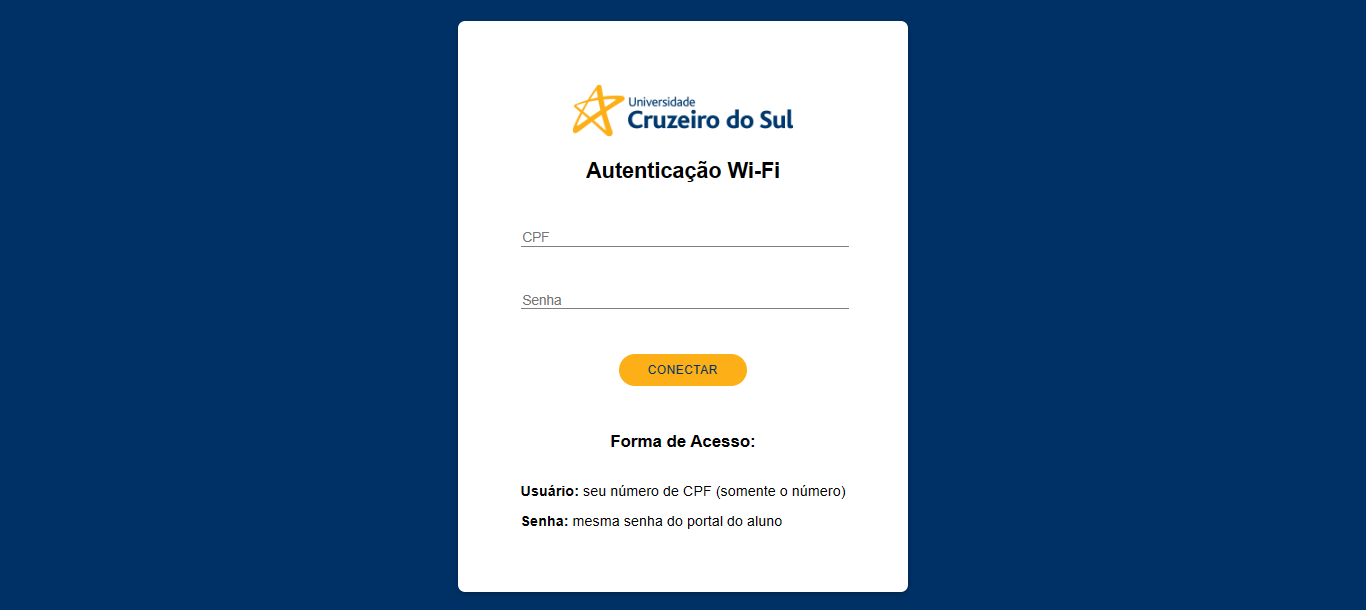 Universidade
Cruzeiro do Sul
Autenticação Wi-Fi
CPF
Senha
CONECTAR
Forma de Acesso:
Usuário: seu número de CPF (somente o número)
Senha: mesma senha do portal do aluno